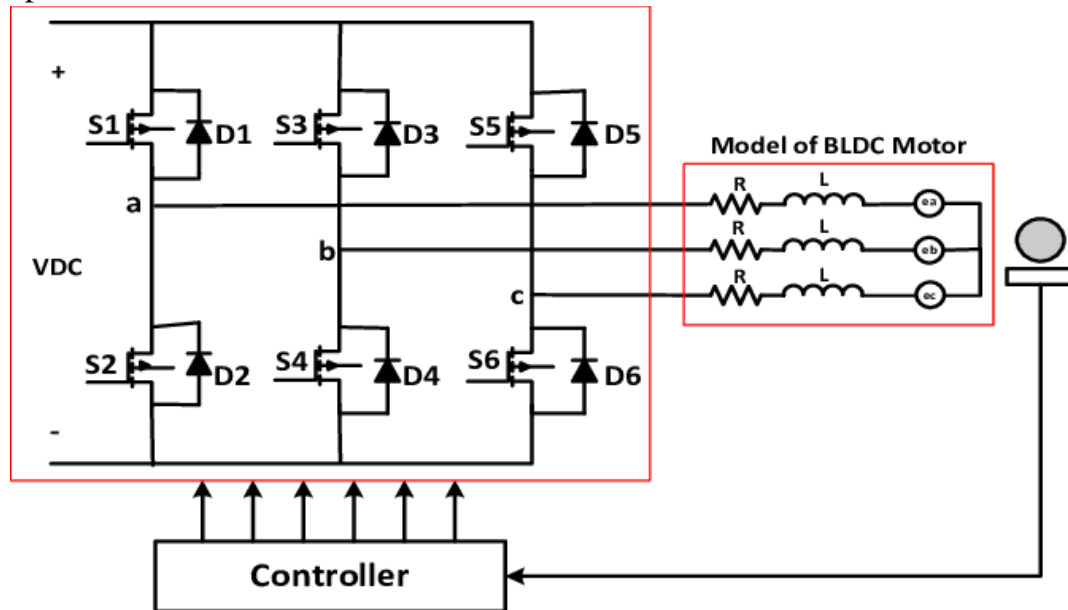 +
S1
D1
S3
D3
S5
D5
Model of BLDC Motor
R
L
ea
a
R
L
eb
b
R
L
ec
c
VDC
S2
D2
S4
D4
S6
D6
-
Controller